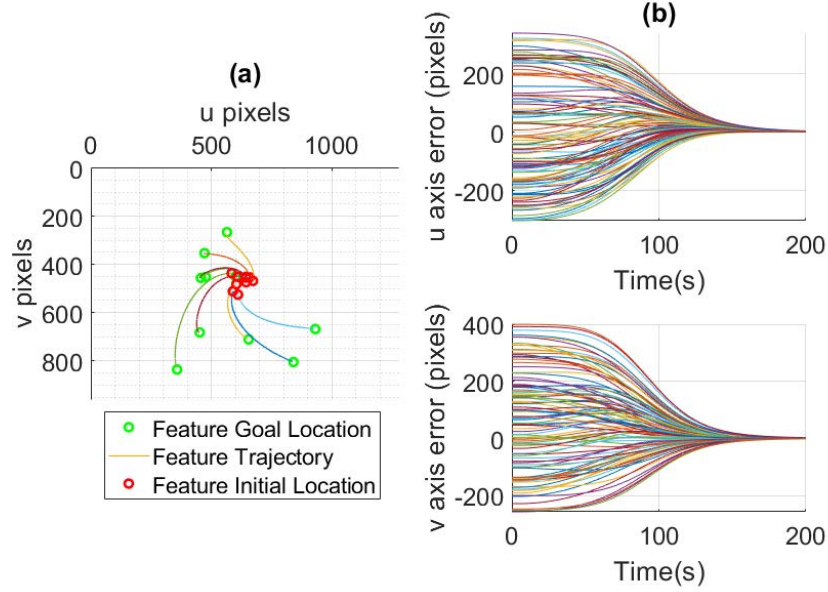 (a)
u pixels
0 500 1000
0
200
400
600
800
v pixels
Feature Goal Location
Feature Trajectory
Feature Initial Location
(b)
u axis error (pixels)
200
0
-200
0 100 200
Time(s)
v axis error (pixels)
400
200
0
-200
0 100 200
Time(s)